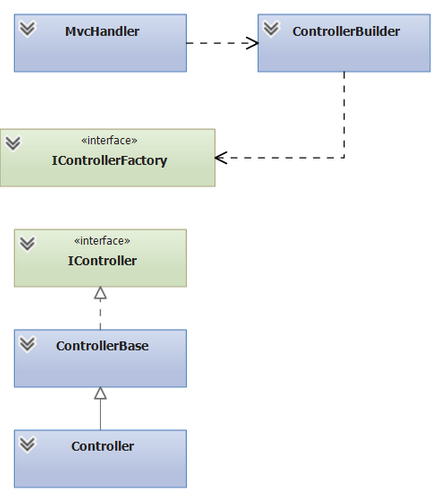 MvcHandler
ControllerBuilder
«interface»
IControllerFactory
«interface»
IController
ControllerBase
Controller